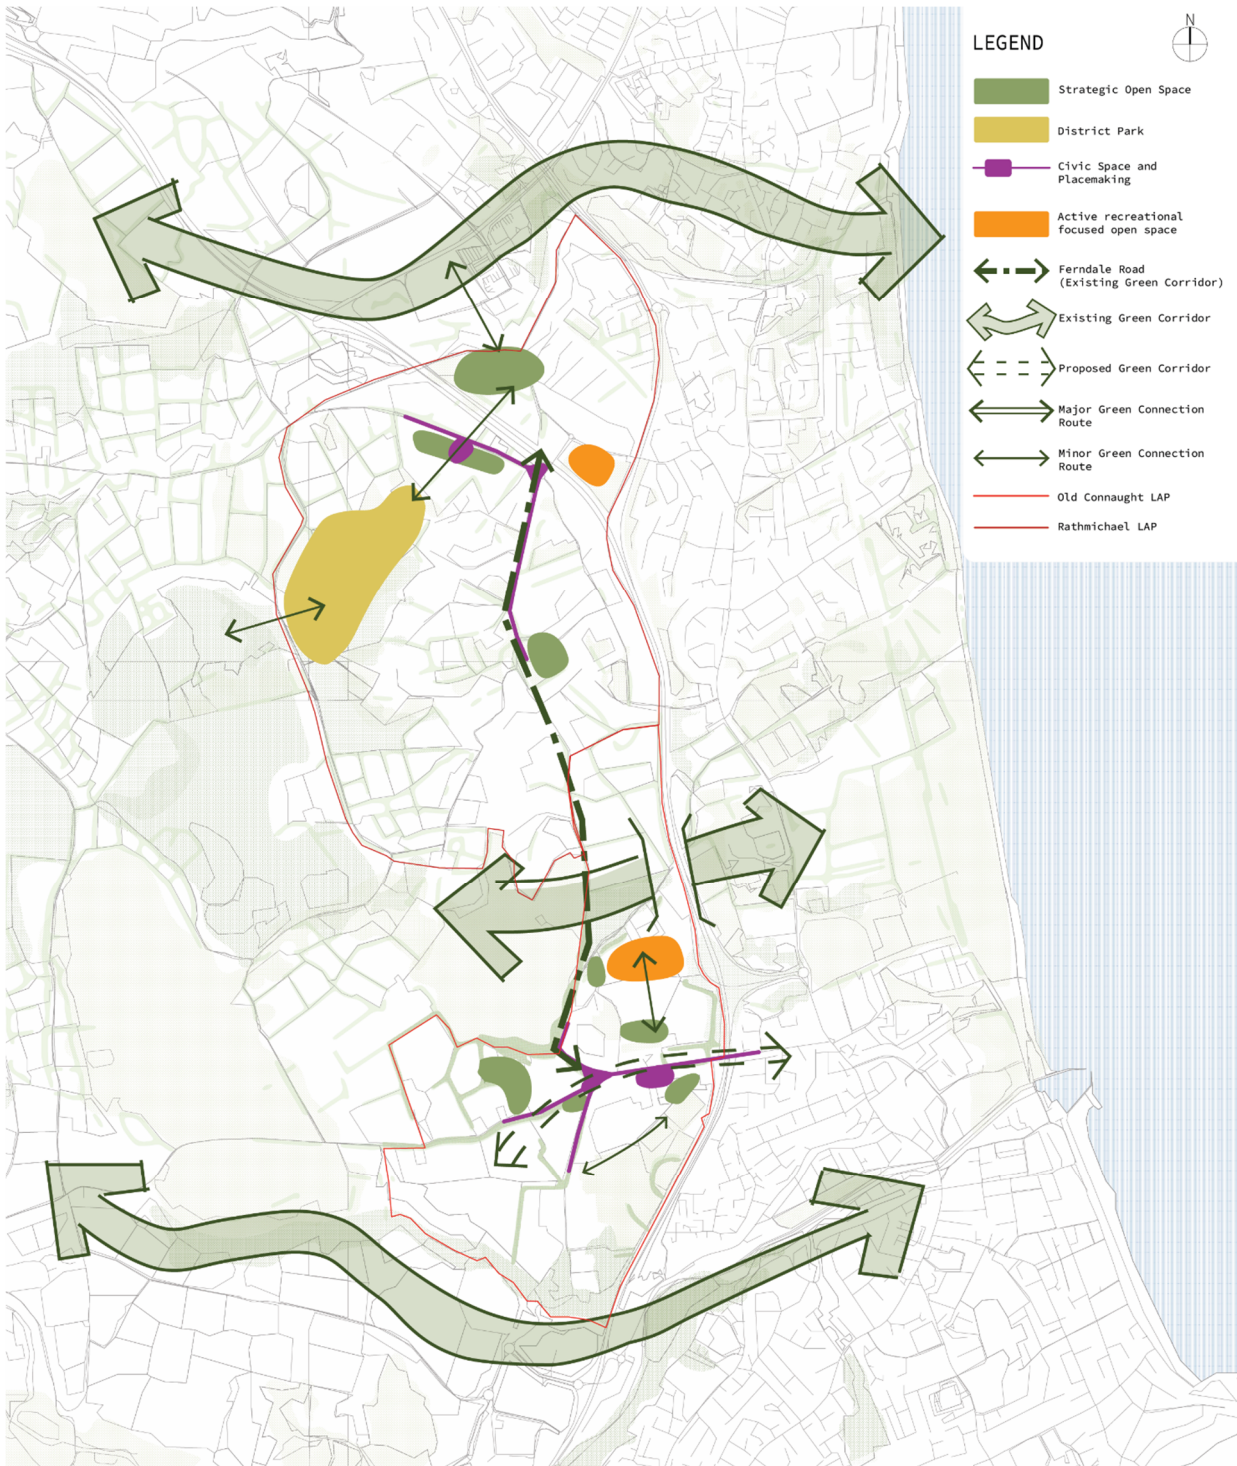 N
LEGEND
Strategic Open Space
District Park
Civic Space and
Placemaking
Active recreational
focused open space
Ferndale Road
(Existing Green Corridor)
Existing Green Corridor
Proposed Green Corridor
Major Green Connection
Route
Minor Green Connection
Route
Old Connaught LAP
Rathmichael LAP